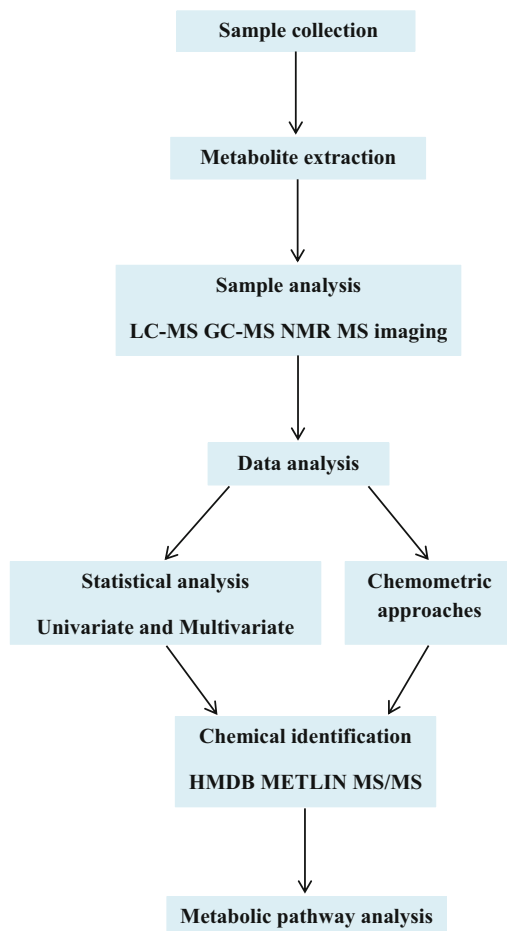 Sample collection
Metabolite extraction
Sample analysis
LC-MS GC-MS NMR MS imaging
Data analysis
Statistical analysis
Univariate and Multivariate
Chemometric
approaches
Chemical identification
HMDB METLIN MS/MS
Metabolic pathway analysis